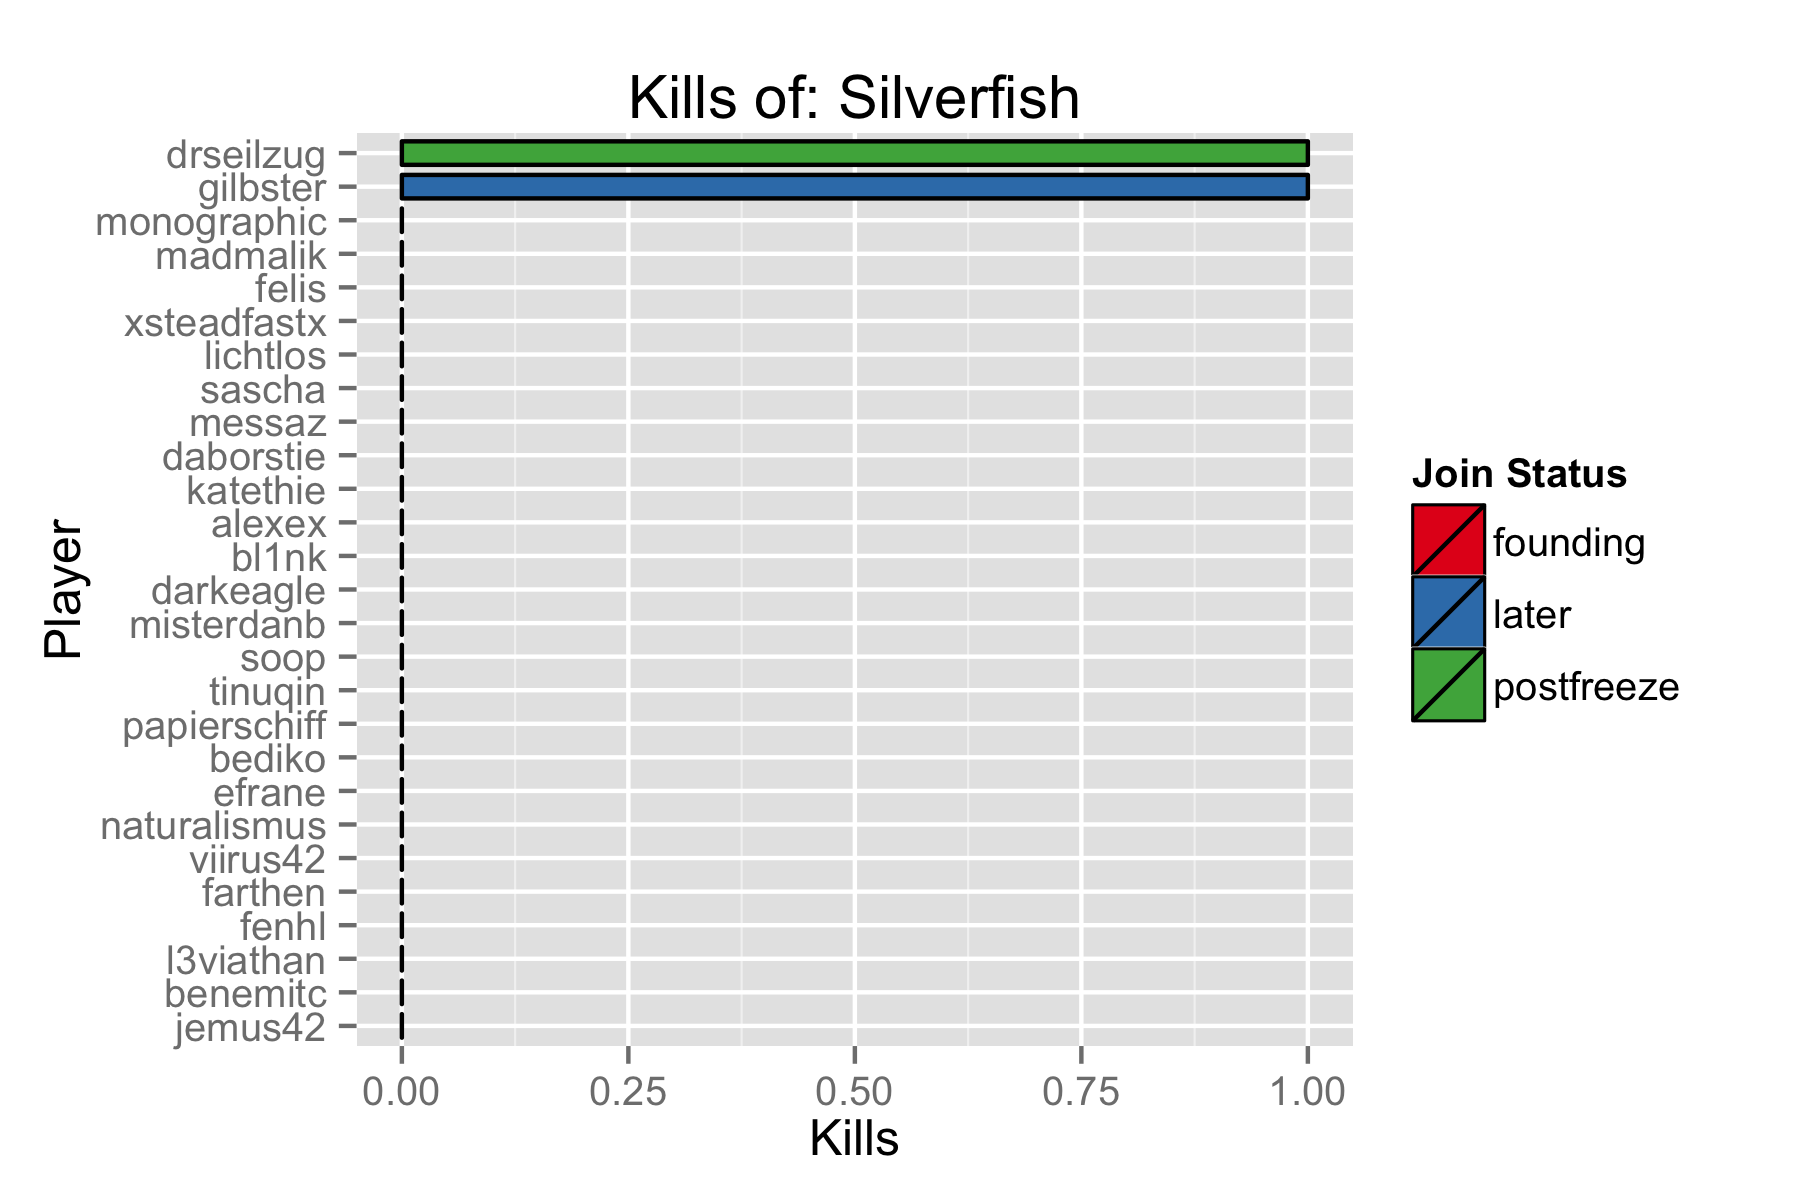 Kills of: Silverfish
drseilzug
gilbster
monographic
madmalik
felis
xsteadfastx
lichtlos
sascha
messaz
daborstie
katethie
alexex
bl1nk
darkeagle
misterdanb
soop
tinuqin
papierschiff
bediko
efrane
naturalismus
viirus42
farthen
fenhl
l3viathan
benemitc
jemus42
Player
0.00 0.25 0.50 0.75 1.00
Kills
Join Status
founding
later
postfreeze